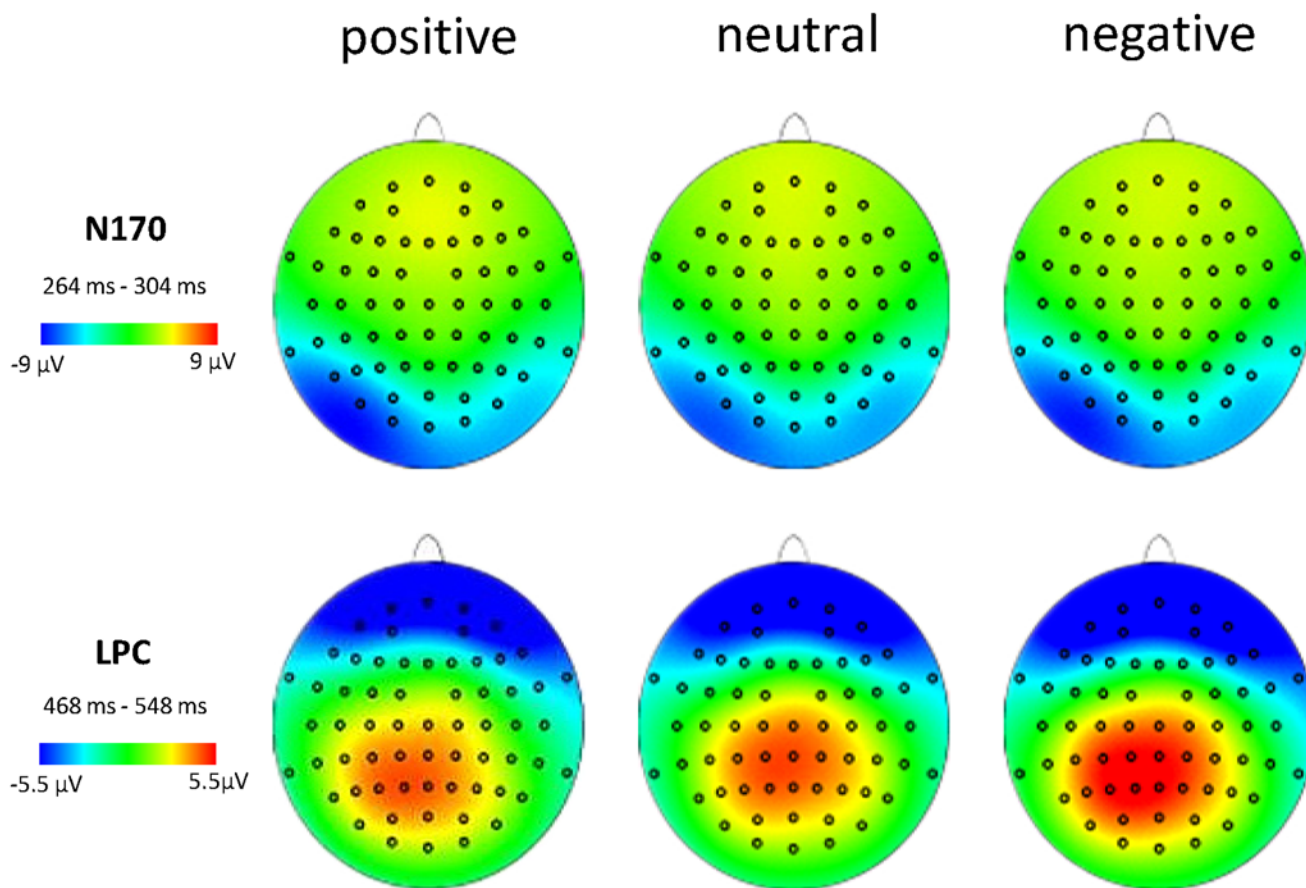 positive neutral negative
N170
264 ms - 304 ms
-9 μV 9 μV
LPC
468 ms - 548 ms
-5.5 μV 5.5μV